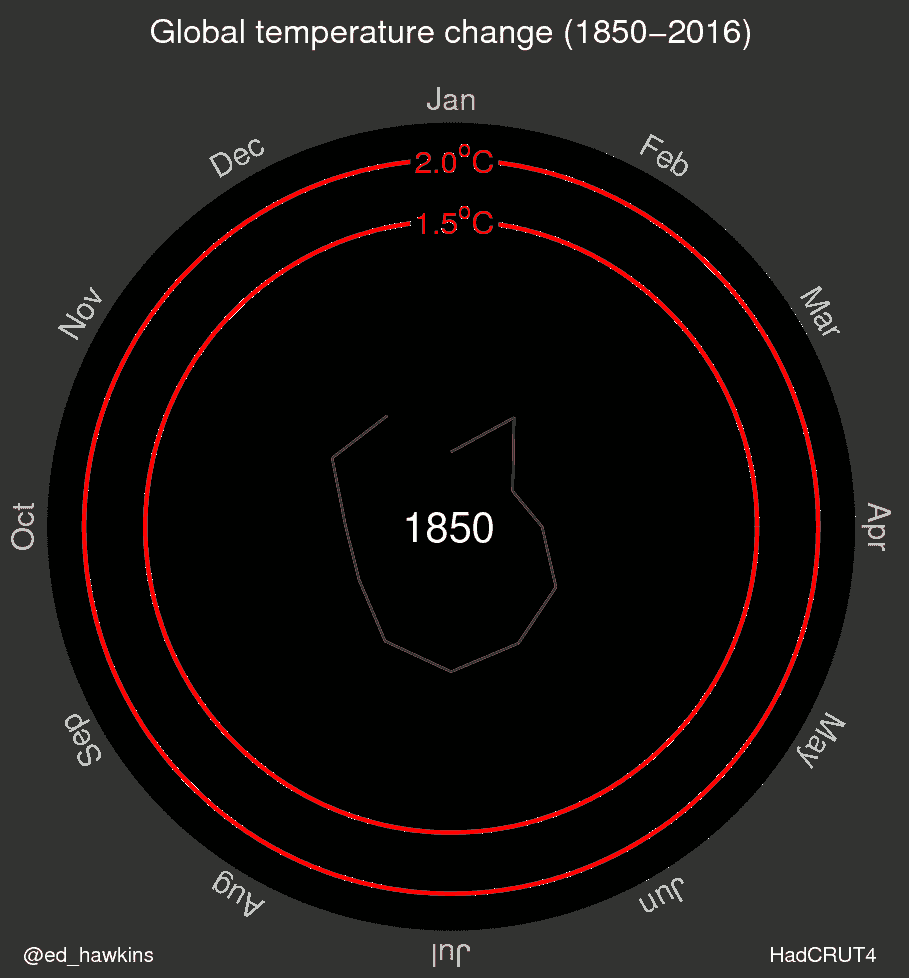 Global temperature change (1850–2016)
Jan
Feb
Mar
Apr
May
Jun
Jul
Aug
Sep
Oct
Nov
Dec
2.0°C
1.5°C
1850
@ed_hawkins
HadCRUT4